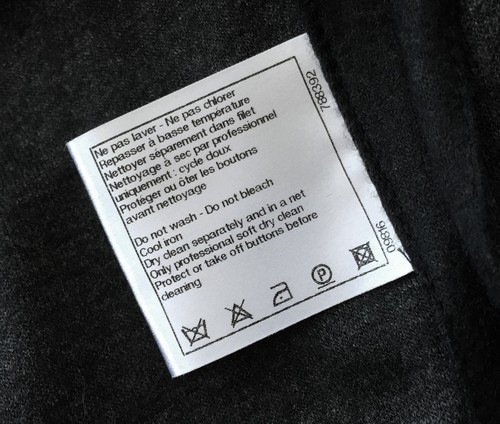 Ne pas laver - Ne pas chlorer
Repasser à basse température
Nettoyer séparement dans filet
Nettoyage à sec par professionnel
uniquement : cycle doux
Protéger ou ôter les boutons
avant nettoyage
Do not wash - Do not bleach
Cool iron
Dry clean separately and in a net
Only professional soft dry clean
Protect or take off buttons before
cleaning
P
788392
09816